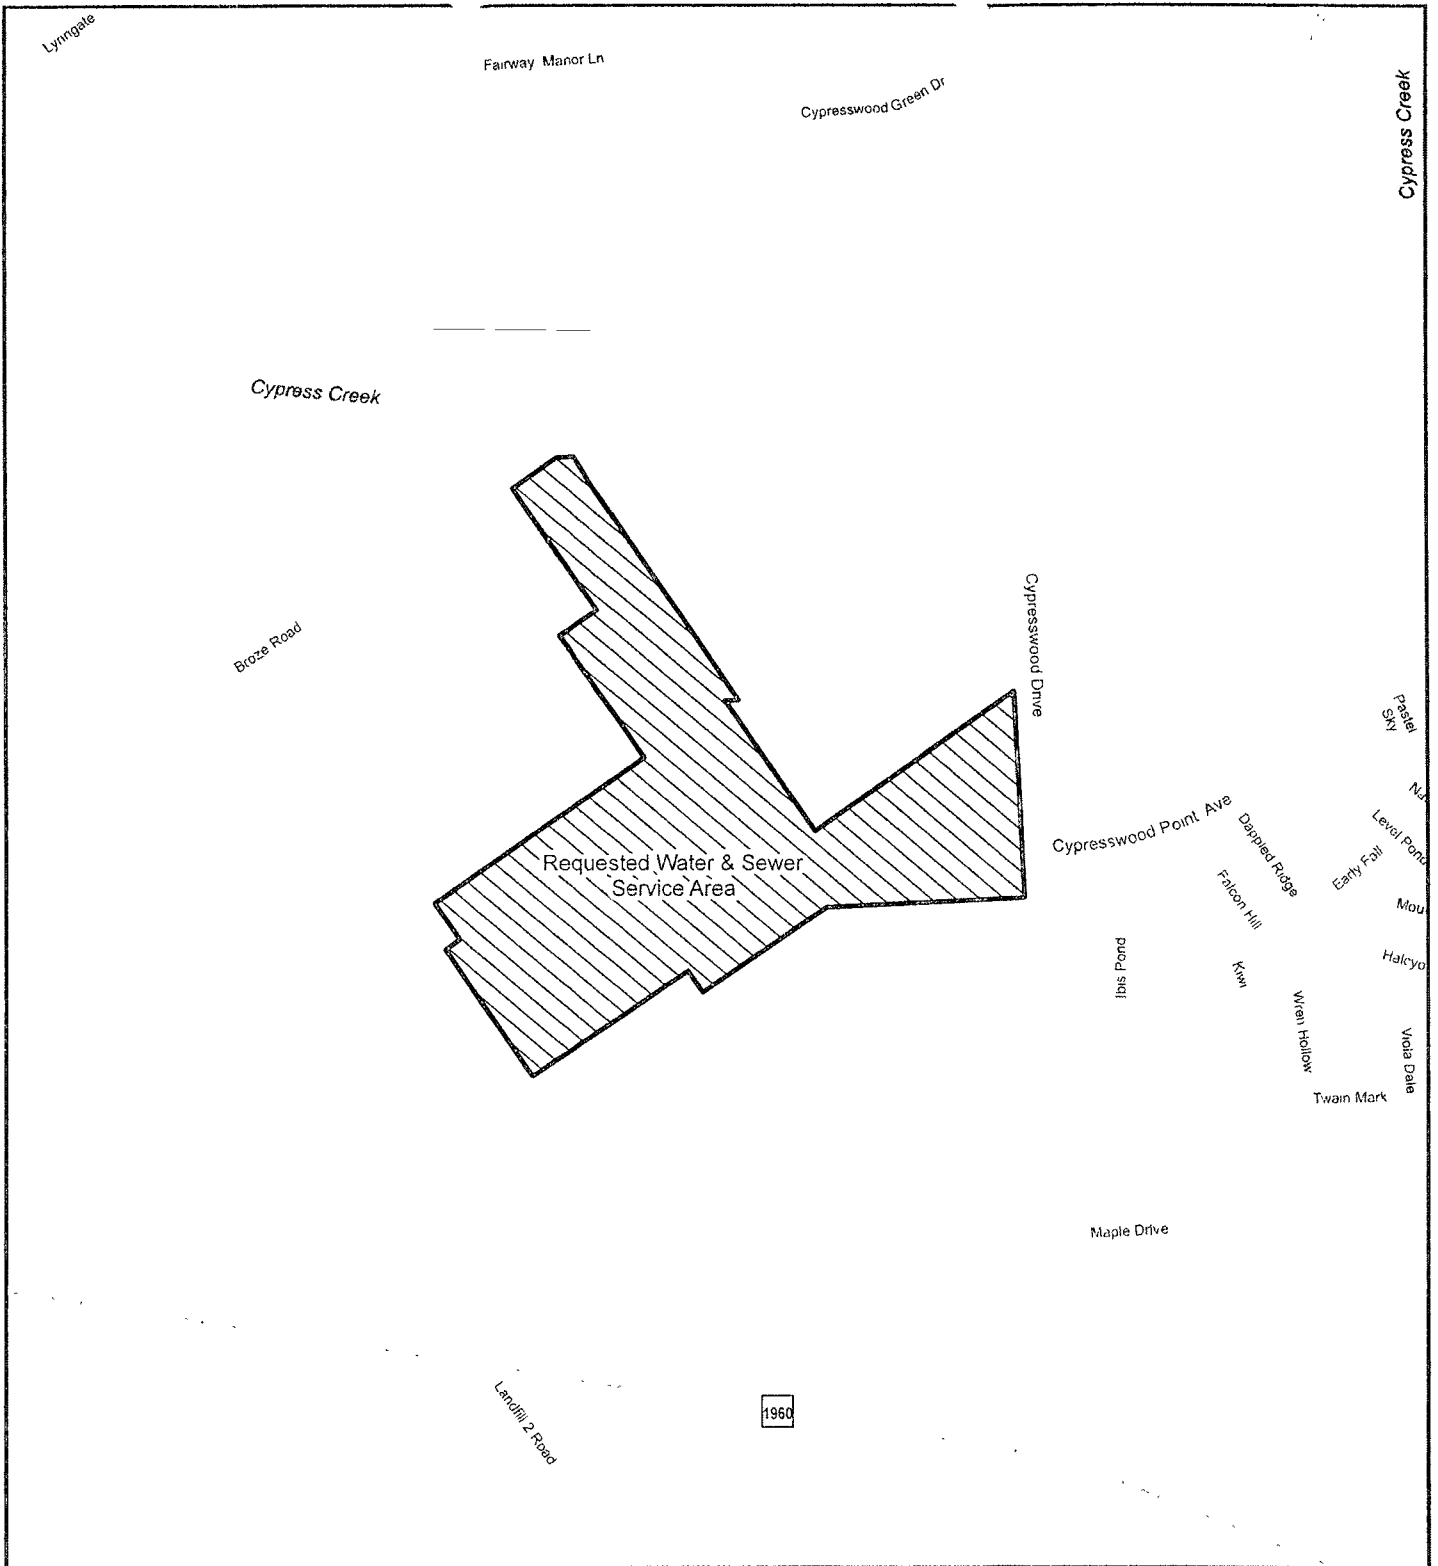 Lynngate
Fairway Manor Ln
Cypresswood Green Dr
Cypress Creek
Cypress Creek
Broze Road
Cypresswood Drive
Pastel
Sky
Na
Cypresswood Point Ave
Dappled Ridge
Level Pond
Early Fall
Requested Water & Sewer
Service Area
Falcon Hill
Mou
Ibis Pond
Kiwi
Halcyo
Wren Hollow
Viola Dale
Twain Mark
Maple Drive
Landfill 2 Road
1960